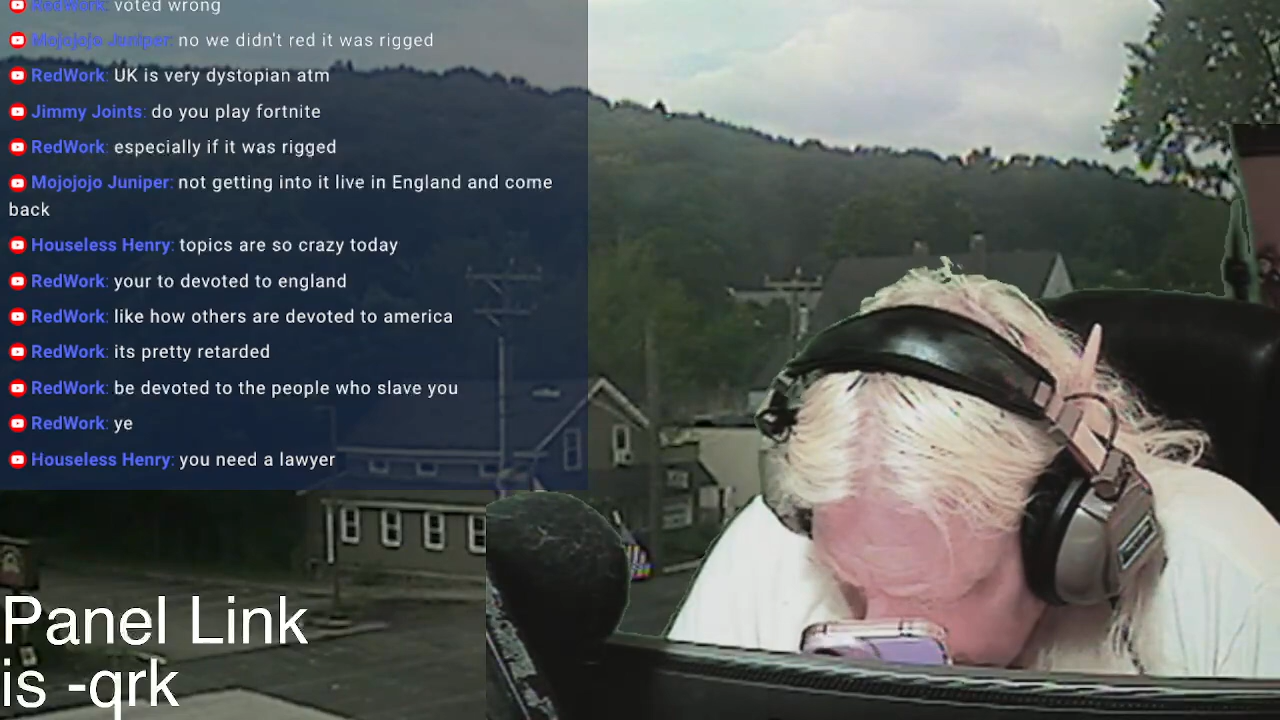 RedWork: voted wrong
Mojojojo Juniper: no we didn't red it was rigged
RedWork: UK is very dystopian atm
Jimmy Joints: do you play fortnite
RedWork: especially if it was rigged
Mojojojo Juniper: not getting into it live in England and come
back
Houseless Henry: topics are so crazy today
RedWork: your to devoted to england
RedWork: like how others are devoted to america
RedWork: its pretty retarded
RedWork: be devoted to the people who slave you
RedWork: ye
Houseless Henry: you need a lawyer
Panel Link
is -qrk